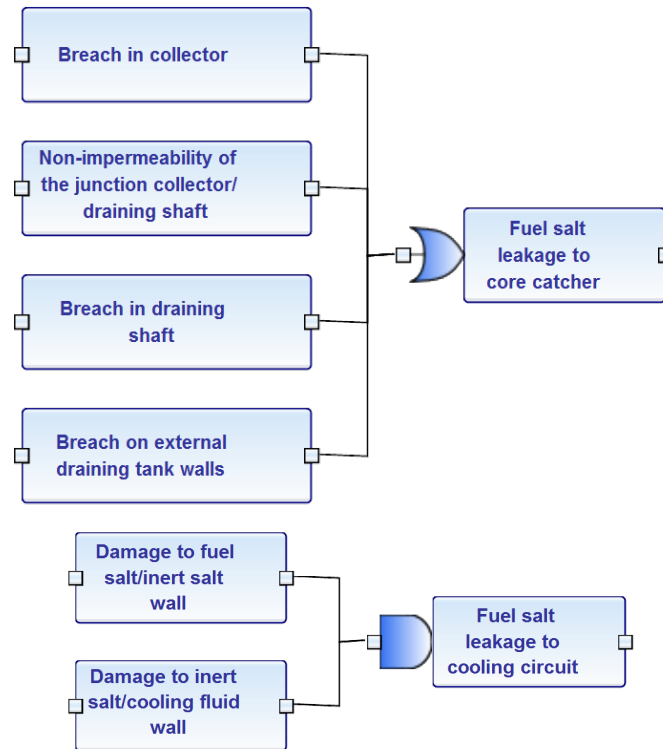 Breach in collector
Non-impermeability of
the junction collector/
draining shaft
Fuel salt
leakage to
core catcher
Breach in draining
shaft
Breach on external
draining tank walls
Damage to fuel
salt/inert salt
wall
Fuel salt
leakage to
cooling circuit
Damage to inert
salt/cooling fluid
wall